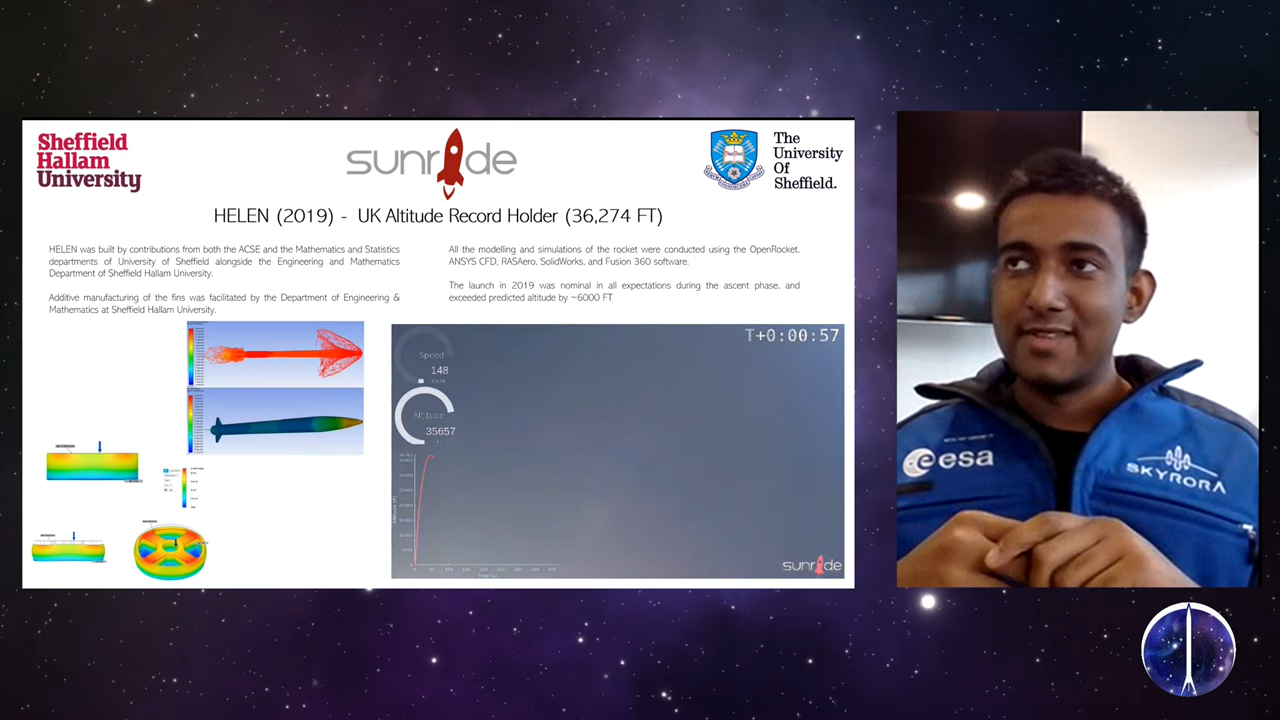 Sheffield
Hallam
University
sunride
The
University
Of
Sheffield.
HELEN (2019) - UK Altitude Record Holder (36,274 FT)
HELEN was built by contributions from both the ACSE and the Mathematics and Statistics
departments of University of Sheffield alongside the Engineering and Mathematics
Department of Sheffield Hallam University.
Additive manufacturing of the fins was facilitated by the Department of Engineering &
Mathematics at Sheffield Hallam University.
All the modelling and simulations of the rocket were conducted using the OpenRocket,
ANSYS CFD, RASAero, SolidWorks, and Fusion 360 software.
The launch in 2019 was nominal in all expectations during the ascent phase, and
exceeded predicted altitude by ~6000 FT
T+0:00:57
Speed
148
Altitude
35657
Altitude (ft)
Time (s)
sunride
esa
SKYRORA